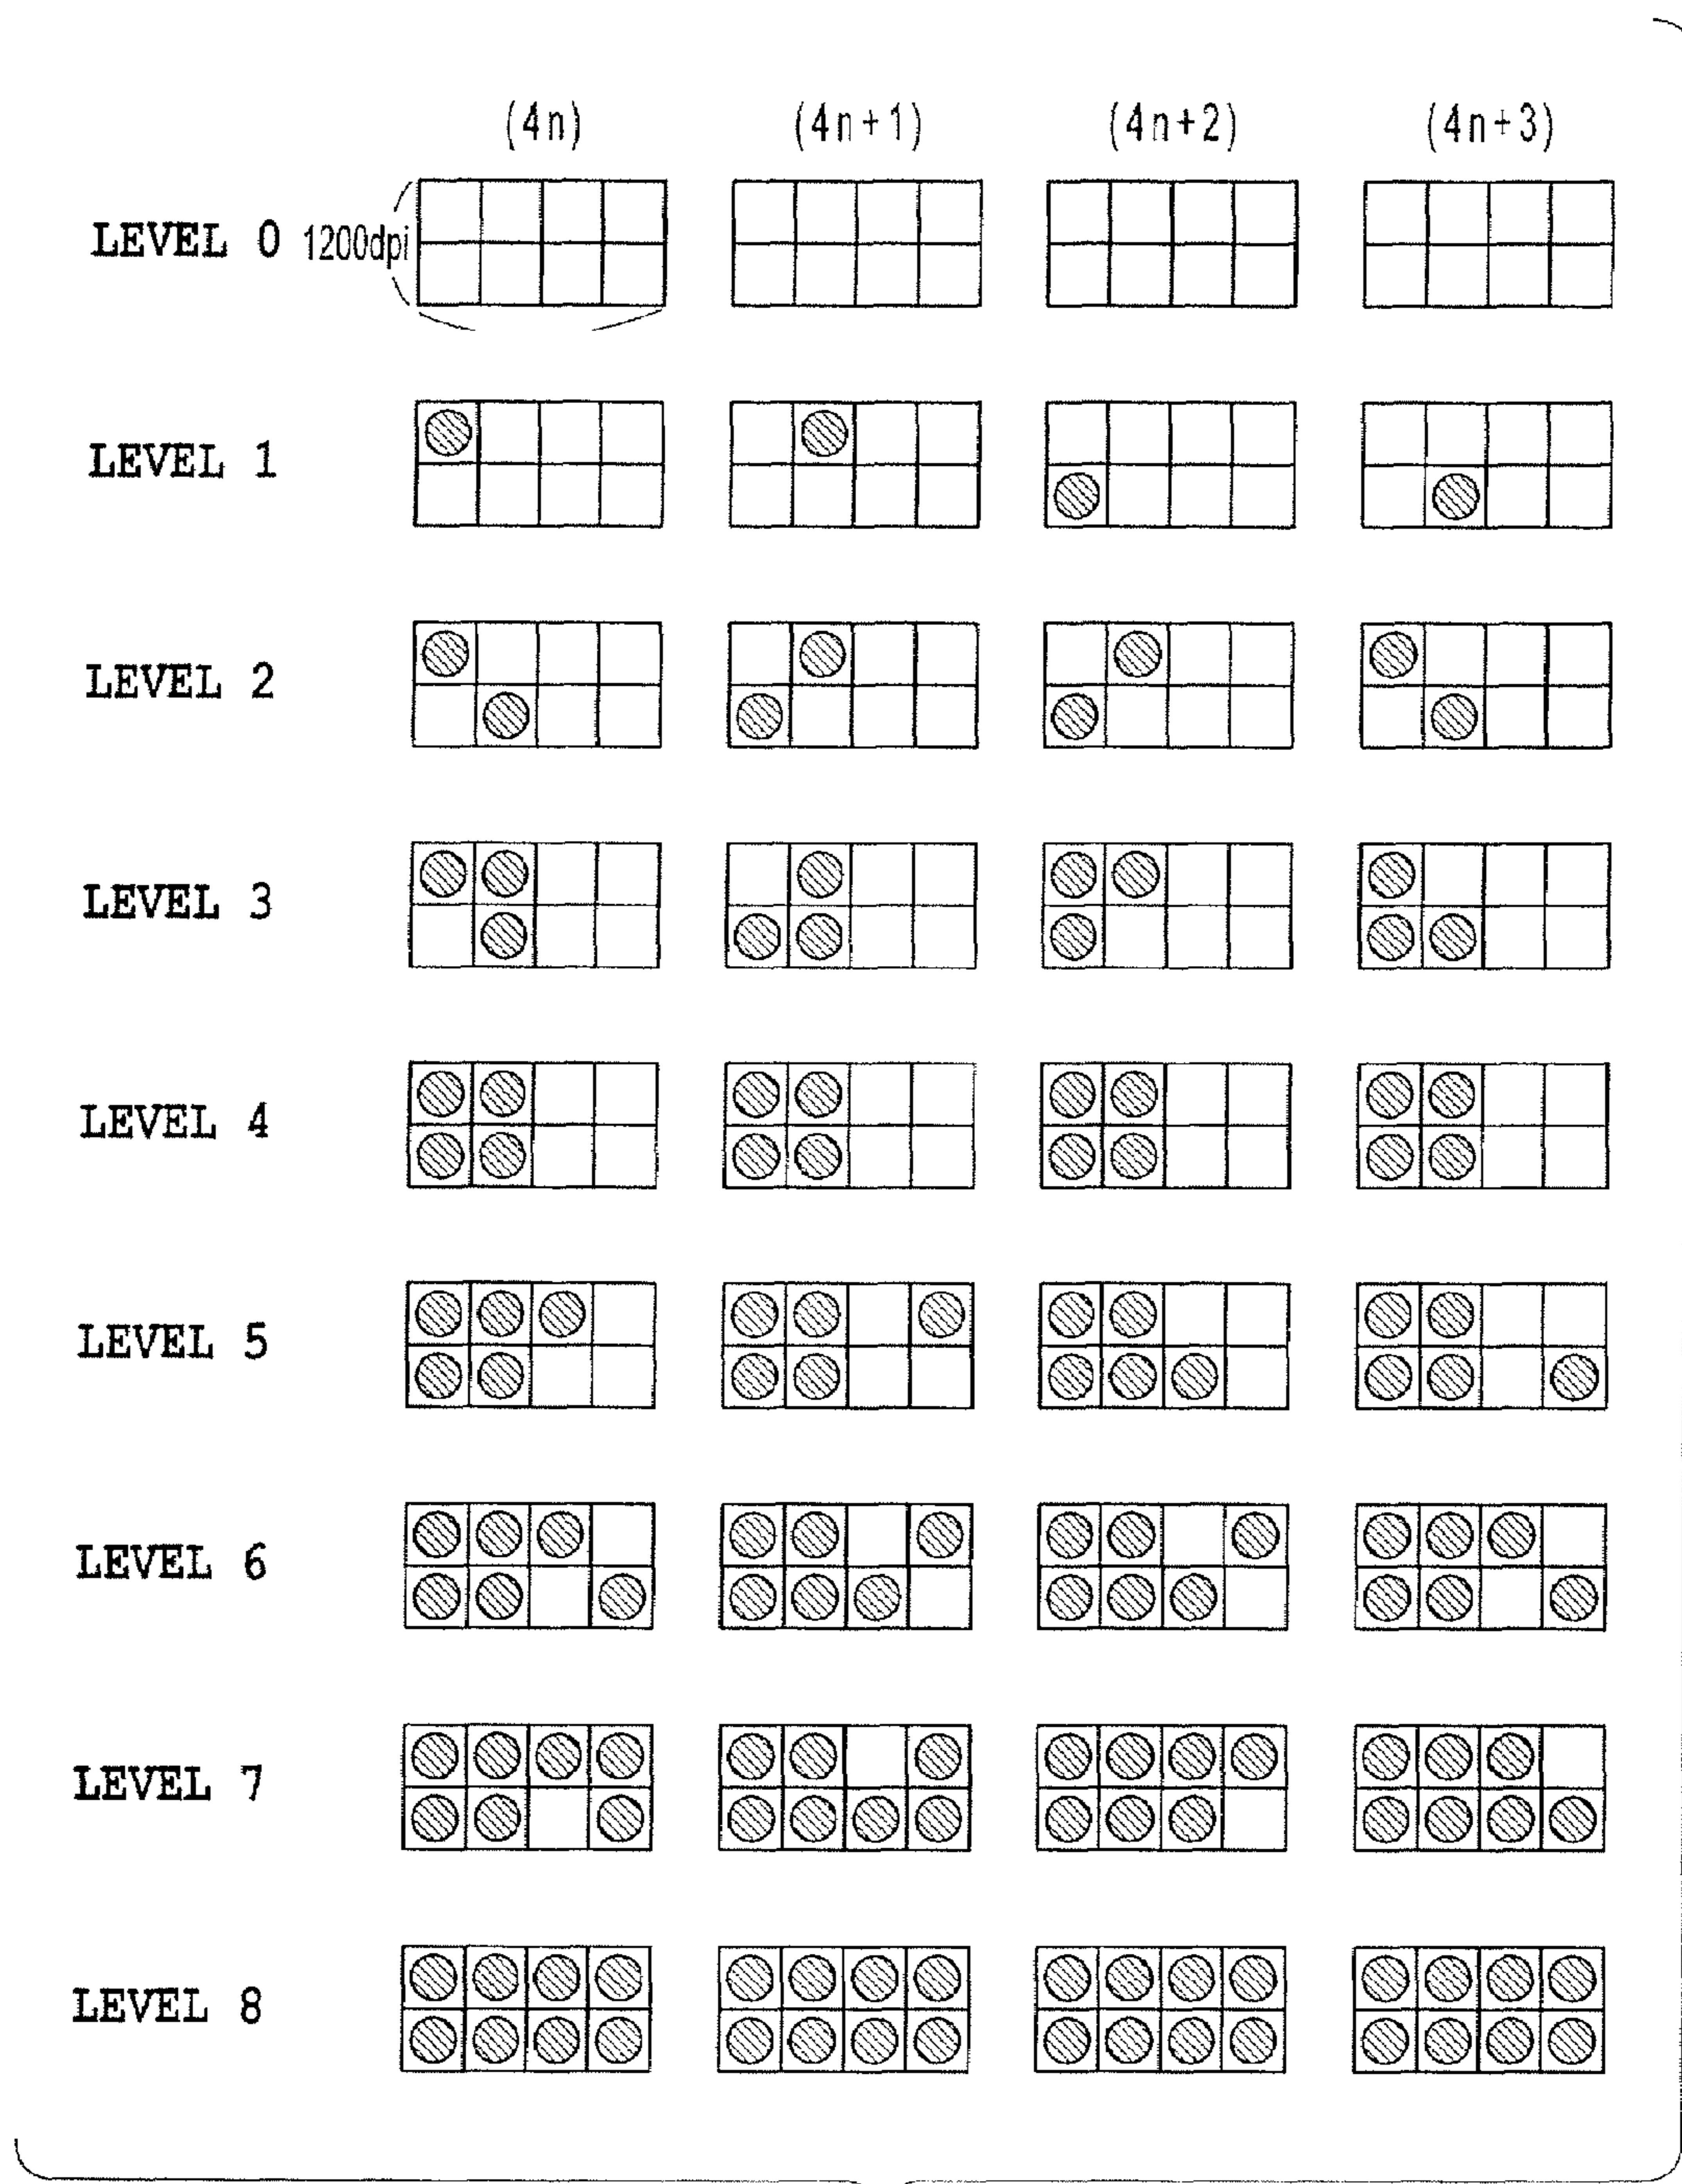 (4n) (4n+1) (4n+2) (4n+3)
LEVEL 0 1200dpi
LEVEL 1
LEVEL 2
LEVEL 3
LEVEL 4
LEVEL 5
LEVEL 6
LEVEL 7
LEVEL 8